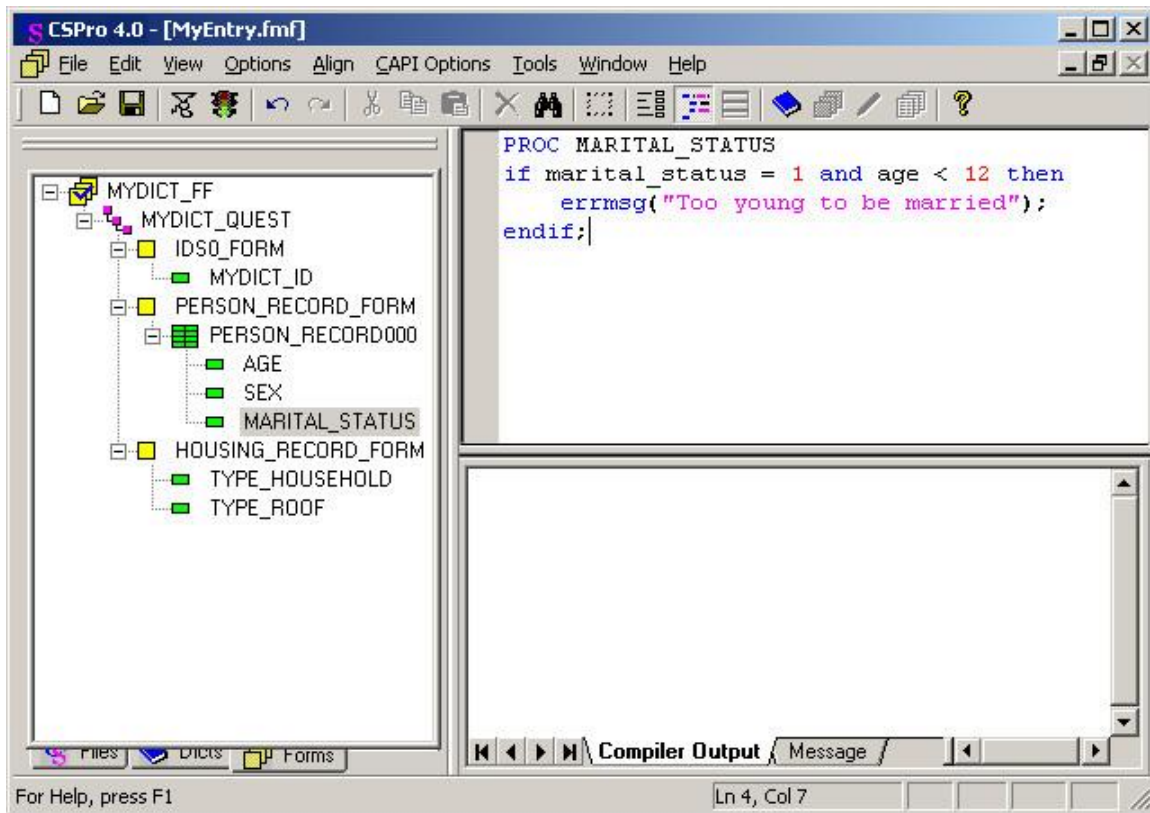 CSPro 4.0 - [MyEntry.fmf]
File Edit View Options Align CAPI Options Tools Window Help
MYDICT_FF
MYDICT_QUEST
IDS0_FORM
MYDICT_ID
PERSON_RECORD_FORM
PERSON_RECORD000
AGE
SEX
MARITAL_STATUS
HOUSING_RECORD_FORM
TYPE_HOUSEHOLD
TYPE_ROOF
Files Dicts Forms
PROC MARITAL_STATUS
if marital_status = 1 and age < 12 then
errmsg("Too young to be married");
endif;
Compiler Output Message
For Help, press F1
Ln 4, Col 7